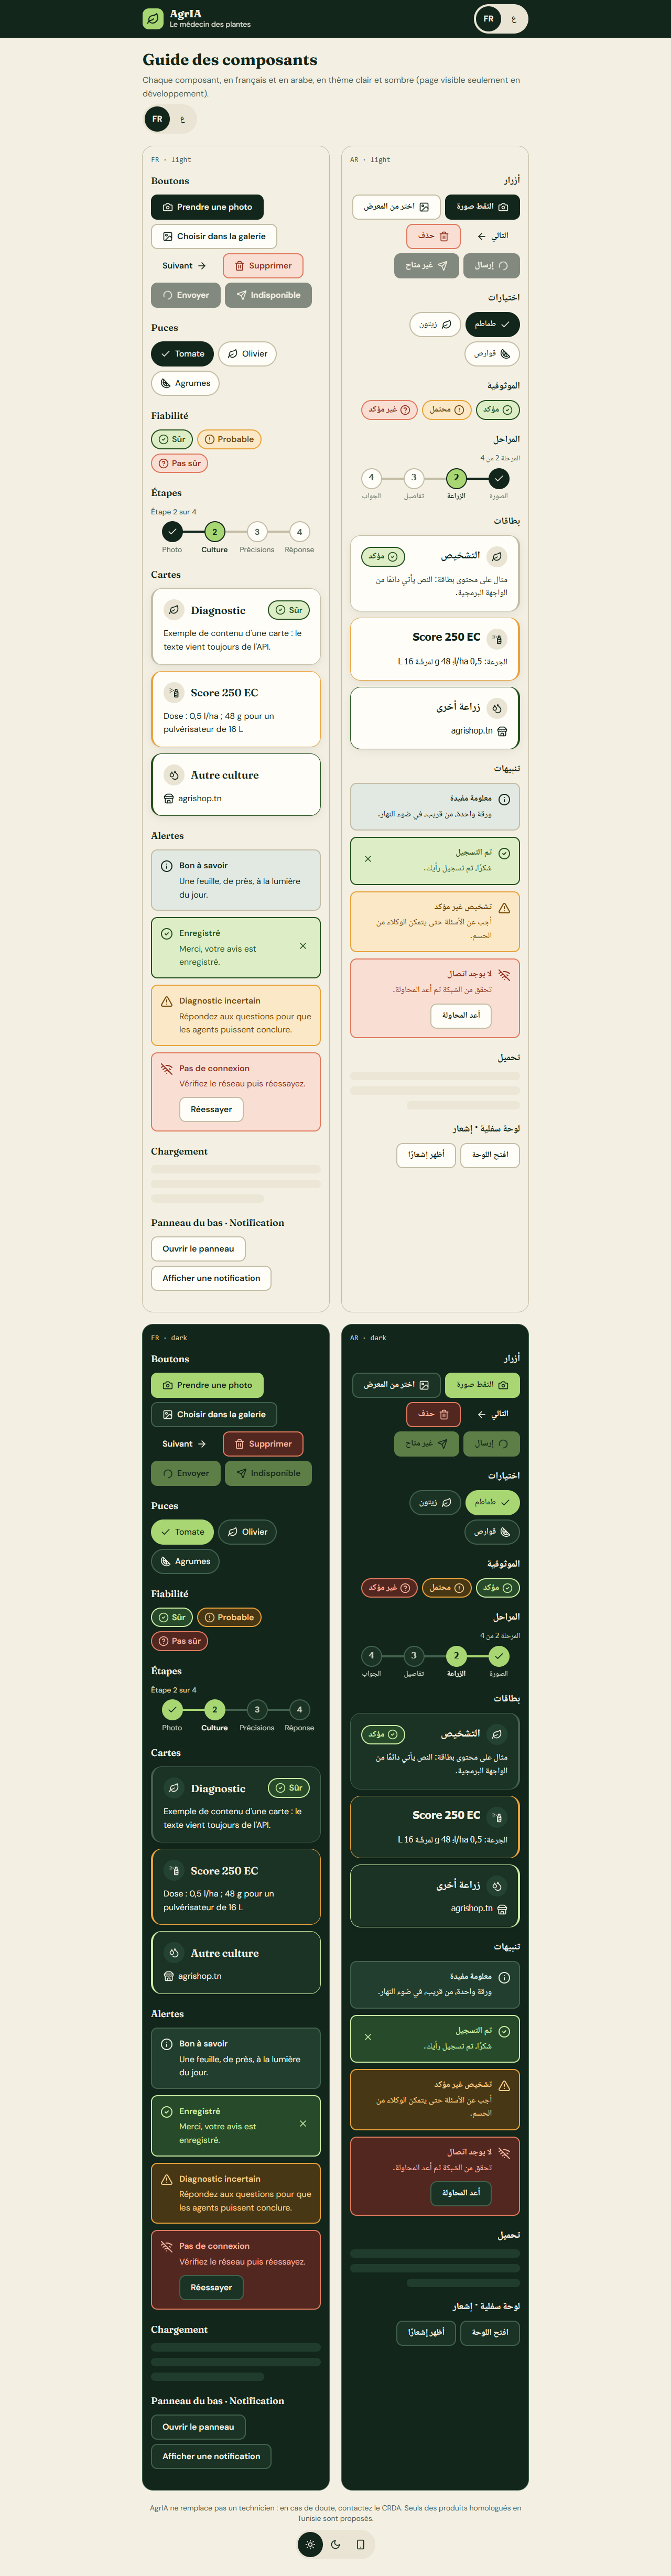 AgrIA
Le médecin des plantes
FR ع
Guide des composants
Chaque composant, en français et en arabe, en thème clair et sombre (page visible seulement en
développement).
FR ع
FR - light
Boutons
Prendre une photo
Choisir dans la galerie
Suivant Supprimer
Envoyer Indisponible
Puces
Tomate Olivier
Agrumes
Fiabilité
Sûr Probable
Pas sûr
Étapes
Étape 2 sur 4
2 3 4
Photo Culture Précisions Réponse
Cartes
Diagnostic Sûr
Exemple de contenu d'une carte : le
texte vient toujours de l'API.
Score 250 EC
Dose : 0,5 l/ha ; 48 g pour un
pulvérisateur de 16 L
Autre culture
agrishop.tn
Alertes
Bon à savoir
Une feuille, de près, à la lumière
du jour.
Enregistré
Merci, votre avis est
enregistré.
Diagnostic incertain
Répondez aux questions pour que
les agents puissent conclure.
Pas de connexion
Vérifiez le réseau puis réessayez.
Réessayer
Chargement
Panneau du bas · Notification
Ouvrir le panneau
Afficher une notification
AR - light
أزرار
التقط صورة اختر من المعرض
التالي حذف
إرسال غير متاح
اختيارات
طماطم زيتون
قوارص
الموثوقية
مؤكد محتمل غير مؤكد
المراحل
المرحلة 2 من 4
2 3 4
الصورة الزراعة تفاصيل الجواب
بطاقات
التشخيص مؤكد
مثال على محتوى بطاقة: النص يأتي دائمًا من
الواجهة البرمجية.
Score 250 EC
الجرعة: 0,5 l/ha؛ 48 g لمرشّة 16 L
زراعة أخرى
agrishop.tn
تنبيهات
معلومة مفيدة
ورقة واحدة، من قريب، في ضوء النهار.
تم التسجيل
شكرًا، تم تسجيل رأيك.
تشخيص غير مؤكد
أجب عن الأسئلة حتى يتمكن الوكلاء من
الحسم.
لا يوجد اتصال
تحقق من الشبكة ثم أعد المحاولة.
أعد المحاولة
تحميل
لوحة سفلية · إشعار
افتح اللوحة أظهر إشعارًا
FR - dark
Boutons
Prendre une photo
Choisir dans la galerie
Suivant Supprimer
Envoyer Indisponible
Puces
Tomate Olivier
Agrumes
Fiabilité
Sûr Probable
Pas sûr
Étapes
Étape 2 sur 4
2 3 4
Photo Culture Précisions Réponse
Cartes
Diagnostic Sûr
Exemple de contenu d'une carte : le
texte vient toujours de l'API.
Score 250 EC
Dose : 0,5 l/ha ; 48 g pour un
pulvérisateur de 16 L
Autre culture
agrishop.tn
Alertes
Bon à savoir
Une feuille, de près, à la lumière
du jour.
Enregistré
Merci, votre avis est
enregistré.
Diagnostic incertain
Répondez aux questions pour que
les agents puissent conclure.
Pas de connexion
Vérifiez le réseau puis réessayez.
Réessayer
Chargement
Panneau du bas · Notification
Ouvrir le panneau
Afficher une notification
AR - dark
أزرار
التقط صورة اختر من المعرض
التالي حذف
إرسال غير متاح
اختيارات
طماطم زيتون
قوارص
الموثوقية
مؤكد محتمل غير مؤكد
المراحل
المرحلة 2 من 4
2 3 4
الصورة الزراعة تفاصيل الجواب
بطاقات
التشخيص مؤكد
مثال على محتوى بطاقة: النص يأتي دائمًا من
الواجهة البرمجية.
Score 250 EC
الجرعة: 0,5 l/ha؛ 48 g لمرشّة 16 L
زراعة أخرى
agrishop.tn
تنبيهات
معلومة مفيدة
ورقة واحدة، من قريب، في ضوء النهار.
تم التسجيل
شكرًا، تم تسجيل رأيك.
تشخيص غير مؤكد
أجب عن الأسئلة حتى يتمكن الوكلاء من
الحسم.
لا يوجد اتصال
تحقق من الشبكة ثم أعد المحاولة.
أعد المحاولة
تحميل
لوحة سفلية · إشعار
افتح اللوحة أظهر إشعارًا
AgrIA ne remplace pas un technicien : en cas de doute, contactez le CRDA. Seuls des produits homologués en
Tunisie sont proposés.